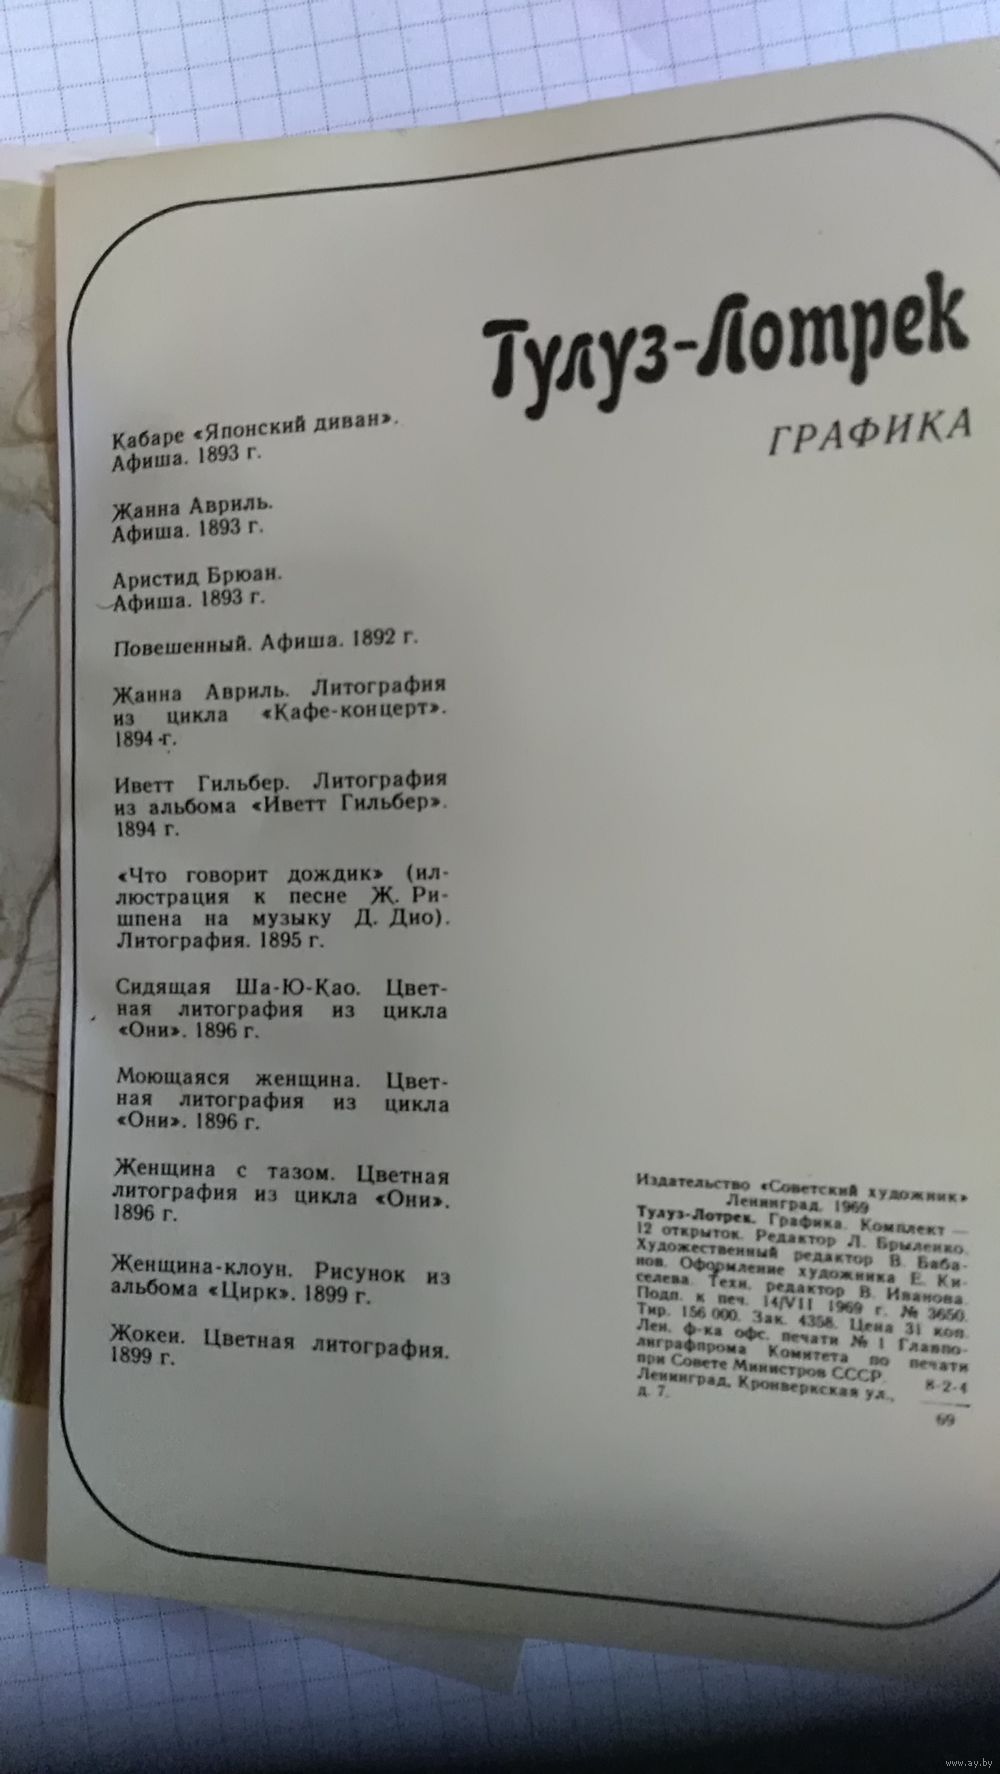 Тулуз-Лотрек
ГРАФИКА
Кабаре «Японский диван».
Афиша. 1893 г.
Жанна Авриль.
Афиша. 1893 г.
Аристид Брюан.
Афиша. 1893 г.
Повешенный. Афиша. 1892 г.
Жанна Авриль. Литография
из цикла «Кафе-концерт».
1894 г.
Иветт Гильбер. Литография
из альбома «Иветт Гильбер».
1894 г.
«Что говорит дождик» (ил-
люстрация к песне Ж. Ри-
шпена на музыку Д. Дио).
Литография. 1895 г.
Сидящая Ша-Ю-Као. Цвет-
ная литография из цикла
«Они». 1896 г.
Моющаяся женщина. Цвет-
ная литография из цикла
«Они». 1896 г.
Женщина с тазом. Цветная
литография из цикла «Они».
1896 г.
Женщина-клоун. Рисунок из
альбома «Цирк». 1899 г.
Жокеи. Цветная литография.
1899 г.
Издательство «Советский художник»
Ленинград. 1969
Тулуз-Лотрек. Графика. Комплект —
12 открыток. Редактор Л. Брыленко.
Художественный редактор В. Баба-
нов. Оформление художника Е. Ки-
селева. Техн. редактор В. Иванова.
Подп. к печ. 14/VII 1969 г. № 3650.
Тир. 156 000. Зак. 4358. Цена 31 коп.
Лен. ф-ка офс. печати № 1 Главпо-
лиграфпрома Комитета по печати
при Совете Министров СССР.
Ленинград, Кронверкская ул.,
д. 7.
8-2-4
69
www.ay.by